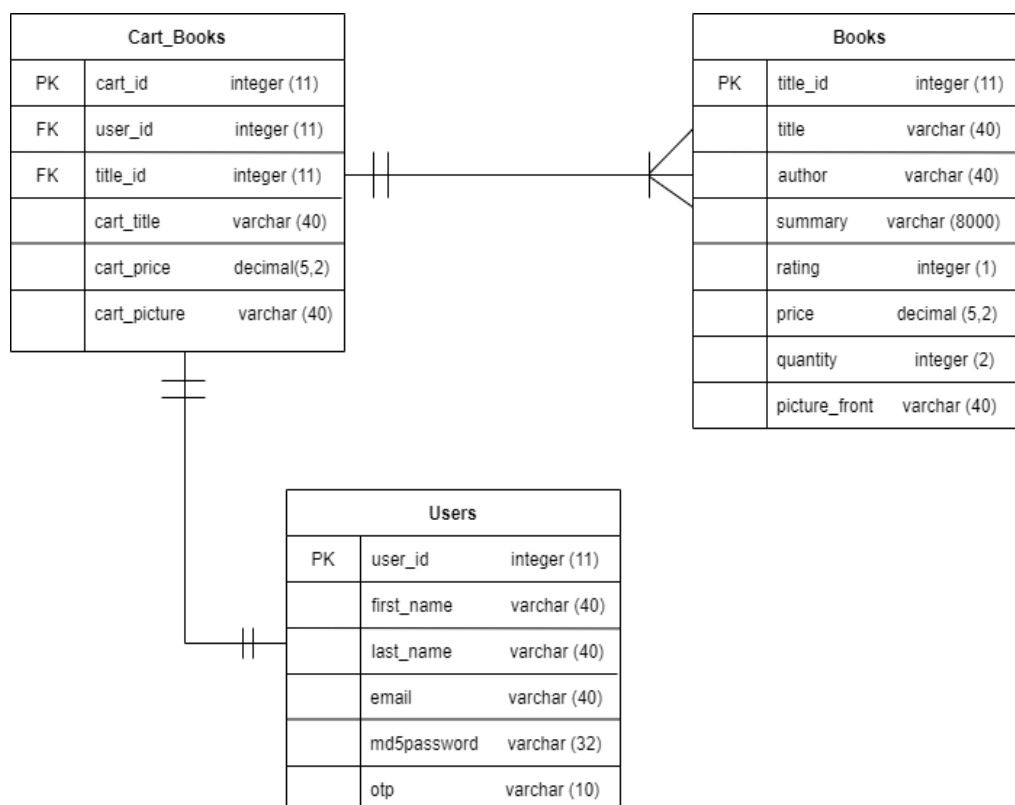 Cart_Books
PK cart_id integer (11)
FK user_id integer (11)
FK title_id integer (11)
cart_title varchar (40)
cart_price decimal(5,2)
cart_picture varchar (40)
Books
PK title_id integer (11)
title varchar (40)
author varchar (40)
summary varchar (8000)
rating integer (1)
price decimal (5,2)
quantity integer (2)
picture_front varchar (40)
Users
PK user_id integer (11)
first_name varchar (40)
last_name varchar (40)
email varchar (40)
md5password varchar (32)
otp varchar (10)